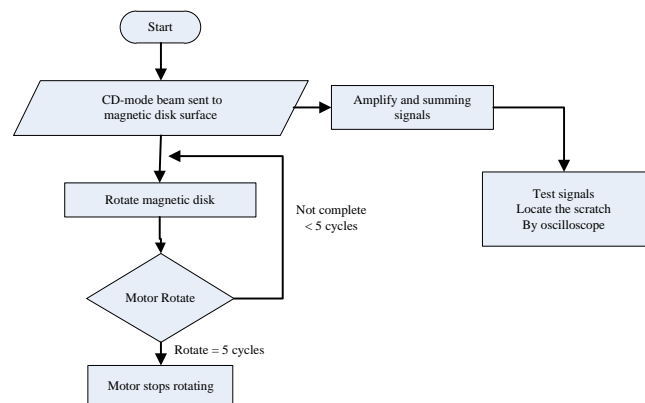 Start
CD-mode beam sent to
magnetic disk surface
Amplify and summing
signals
Rotate magnetic disk
Not complete
< 5 cycles
Test signals
Locate the scratch
By oscilloscope
Motor Rotate
Rotate = 5 cycles
Motor stops rotating